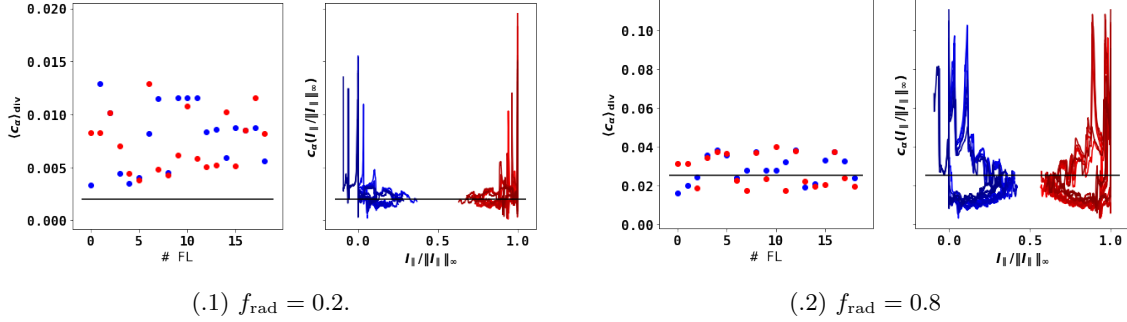 ⟨c_α⟩_div
0.020
0.015
0.010
0.005
0.000
0
5
10
15
# FL
c_α(I_∥/‖I_∥‖_∞)
0.0
0.5
1.0
I_∥/‖I_∥‖_∞
⟨c_α⟩_div
0.10
0.08
0.06
0.04
0.02
0.00
0
5
10
15
# FL
c_α(I_∥/‖I_∥‖_∞)
0.0
0.5
1.0
I_∥/‖I_∥‖_∞
(.1) f_rad = 0.2.
(.2) f_rad = 0.8